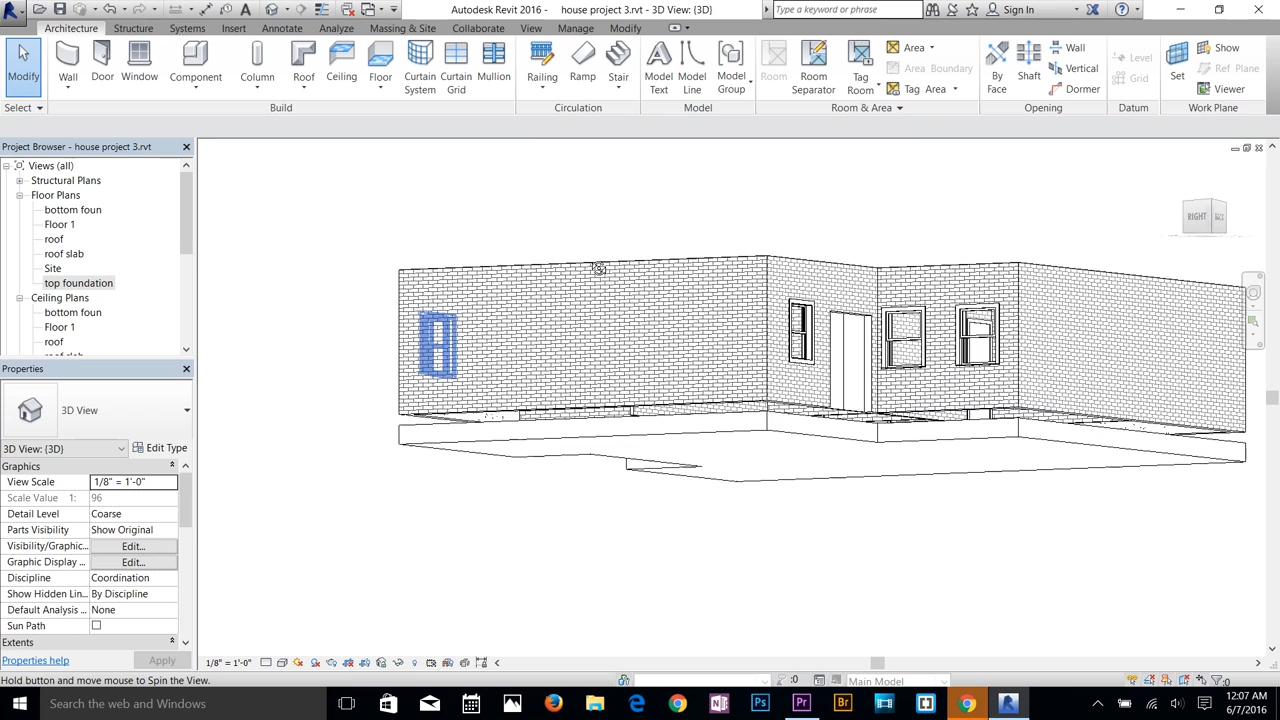 Autodesk Revit 2016 - house project 3.rvt - 3D View: {3D}
Type a keyword or phrase
Sign In
Architecture Structure Systems Insert Annotate Analyze Massing & Site Collaborate View Manage Modify
Modify Wall Door Window Component Column Roof Ceiling Floor Curtain System Curtain Grid Mullion Railing Ramp Stair Model Text Model Line Model Group Room Room Separator Tag Room Area Area Boundary Tag Area By Face Shaft Wall Vertical Dormer Level Grid Set Show Ref Plane Viewer
Select Build Circulation Model Room & Area Opening Datum Work Plane
Project Browser - house project 3.rvt
Views (all)
Structural Plans
Floor Plans
bottom foun
Floor 1
roof
roof slab
Site
top foundation
Ceiling Plans
bottom foun
Floor 1
roof
Properties
3D View
3D View: {3D} Edit Type
Graphics
View Scale 1/8" = 1'-0"
Scale Value 1: 96
Detail Level Coarse
Parts Visibility Show Original
Visibility/Graphic... Edit...
Graphic Display ... Edit...
Discipline Coordination
Show Hidden Lin... By Discipline
Default Analysis ... None
Sun Path
Extents
Properties help Apply
RIGHT
1/8" = 1'-0"
Hold button and move mouse to Spin the View.
:0 Main Model :0
Search the web and Windows
12:07 AM
6/7/2016